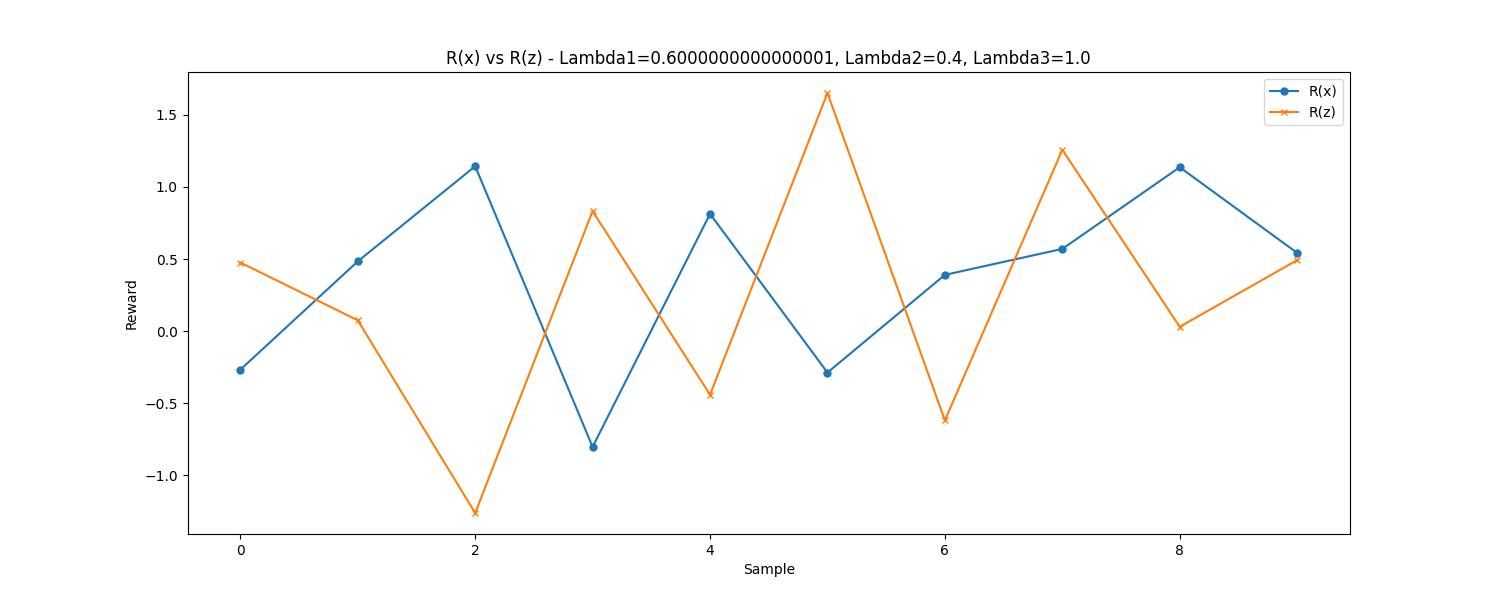 R(x) vs R(z) - Lambda1=0.6000000000000001, Lambda2=0.4, Lambda3=1.0
R(x)
R(z)
1.5
1.0
0.5
0.0
−0.5
−1.0
Reward
0 2 4 6 8
Sample